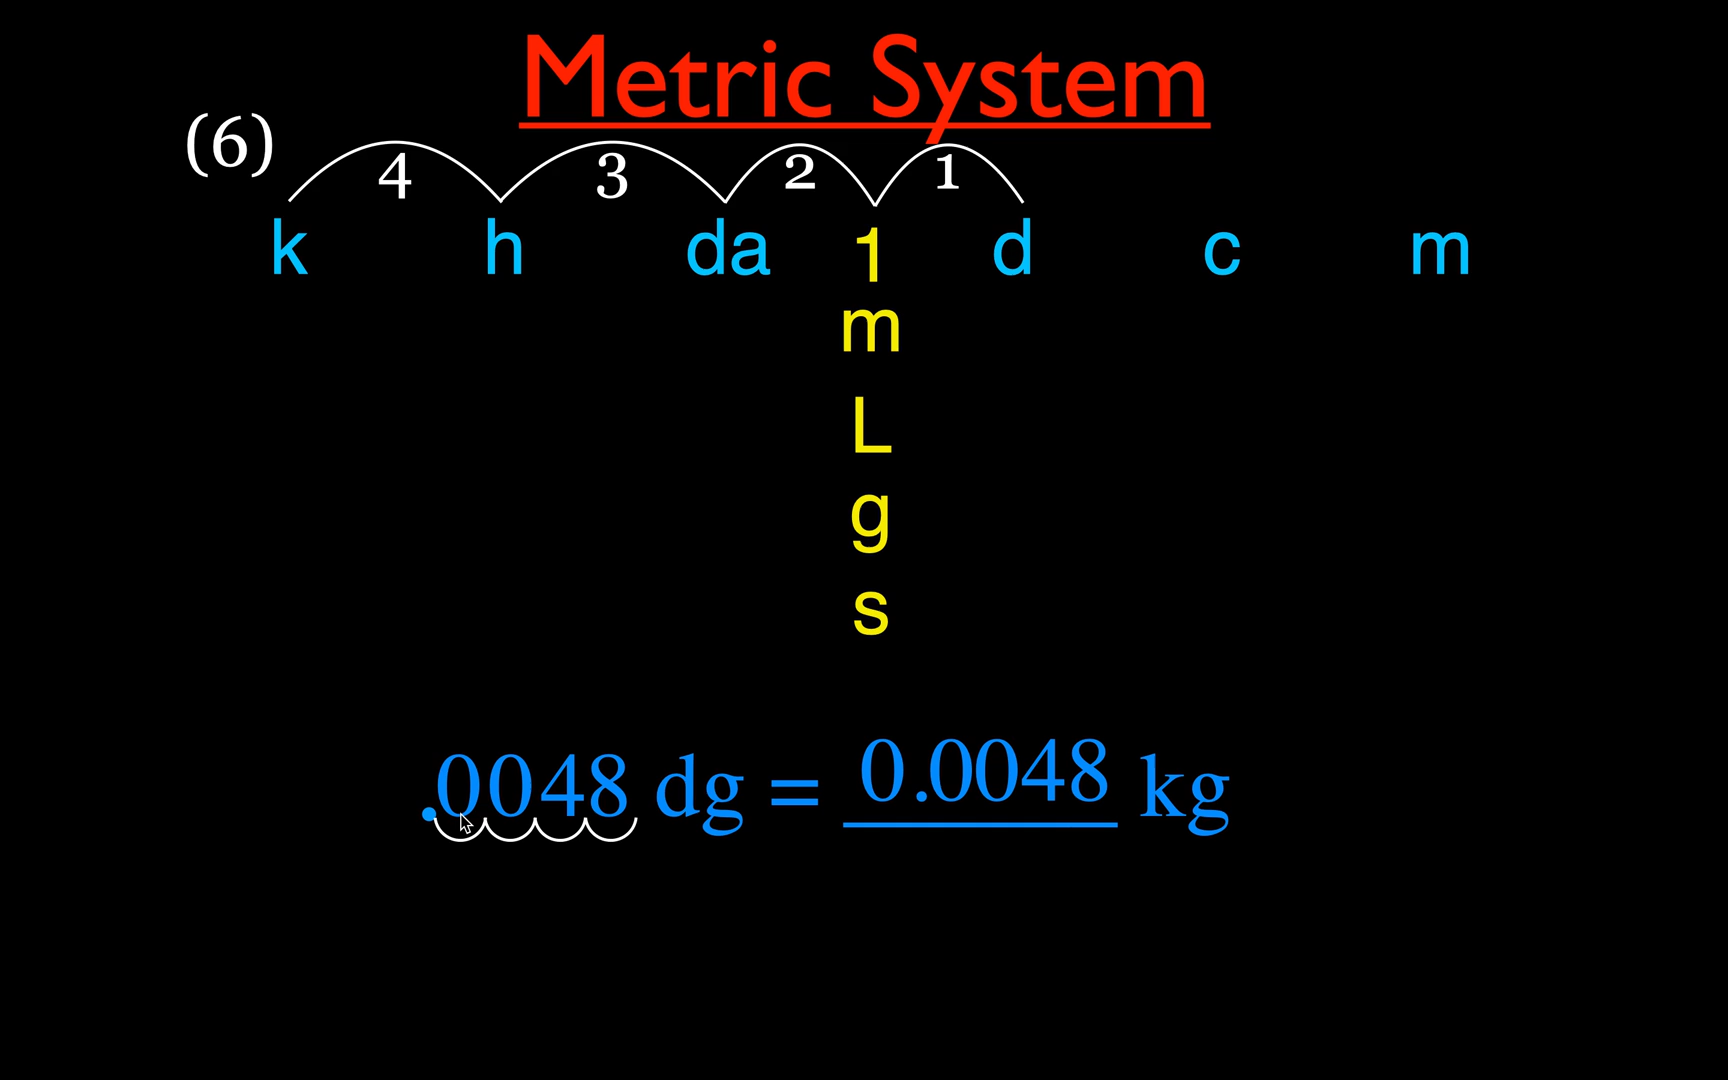 Metric System
(6) 4 3 2 1
k h da 1 d c m
m
L
g
s
.0048 dg = 0.0048 kg